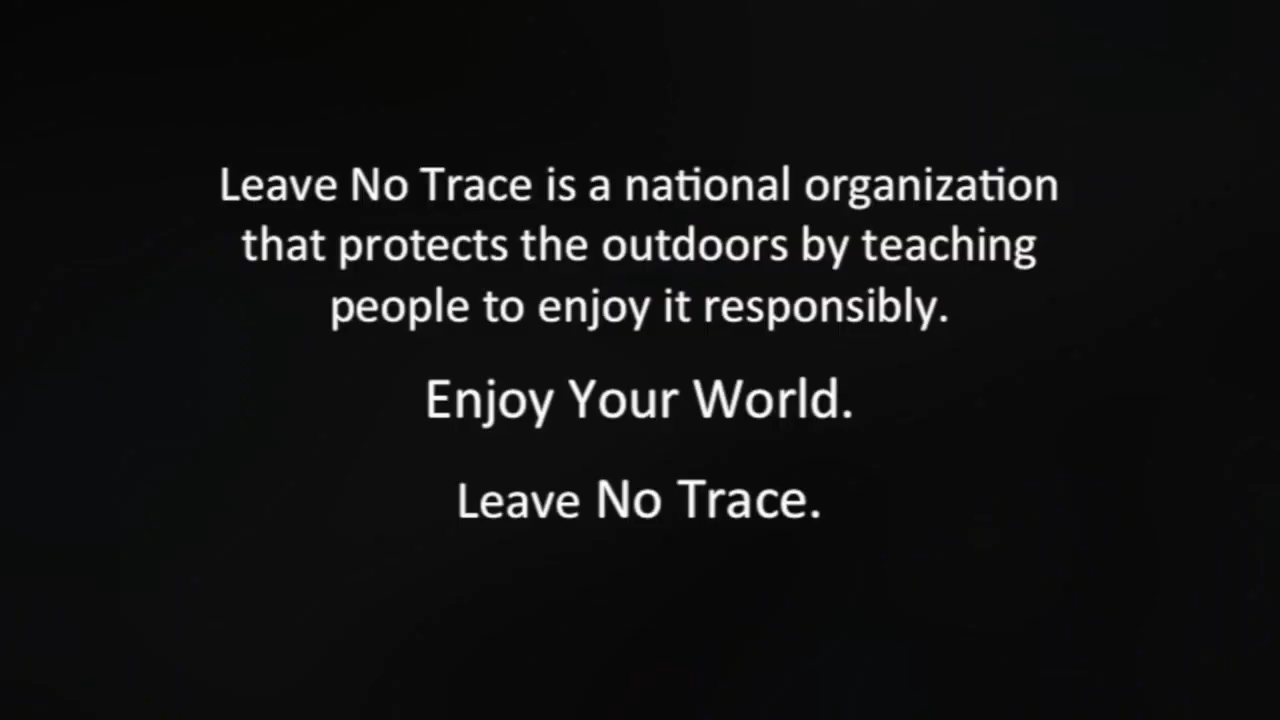 Leave No Trace is a national organization
that protects the outdoors by teaching
people to enjoy it responsibly.
Enjoy Your World.
Leave No Trace.